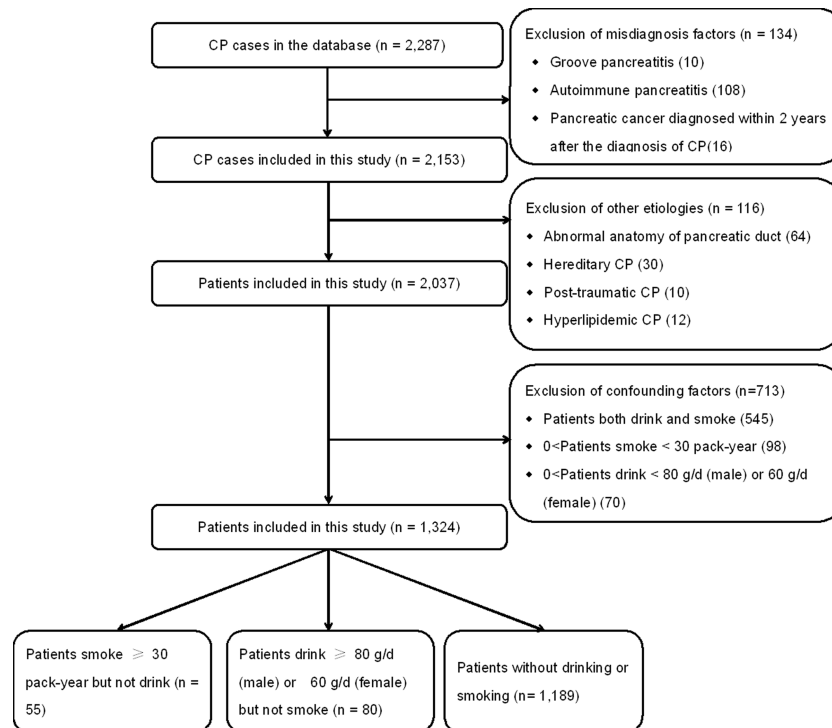 CP cases in the database (n = 2,287)
Exclusion of misdiagnosis factors (n = 134)
◆ Groove pancreatitis (10)
◆ Autoimmune pancreatitis (108)
◆ Pancreatic cancer diagnosed within 2 years
after the diagnosis of CP(16)
CP cases included in this study (n = 2,153)
Exclusion of other etiologies (n = 116)
◆ Abnormal anatomy of pancreatic duct (64)
◆ Hereditary CP (30)
◆ Post-traumatic CP (10)
◆ Hyperlipidemic CP (12)
Patients included in this study (n = 2,037)
Exclusion of confounding factors (n=713)
◆ Patients both drink and smoke (545)
◆ 0<Patients smoke < 30 pack-year (98)
◆ 0<Patients drink < 80 g/d (male) or 60 g/d
(female) (70)
Patients included in this study (n = 1,324)
Patients smoke ≥ 30
pack-year but not drink (n =
55)
Patients drink ≥ 80 g/d
(male) or 60 g/d (female)
but not smoke (n = 80)
Patients without drinking or
smoking (n= 1,189)